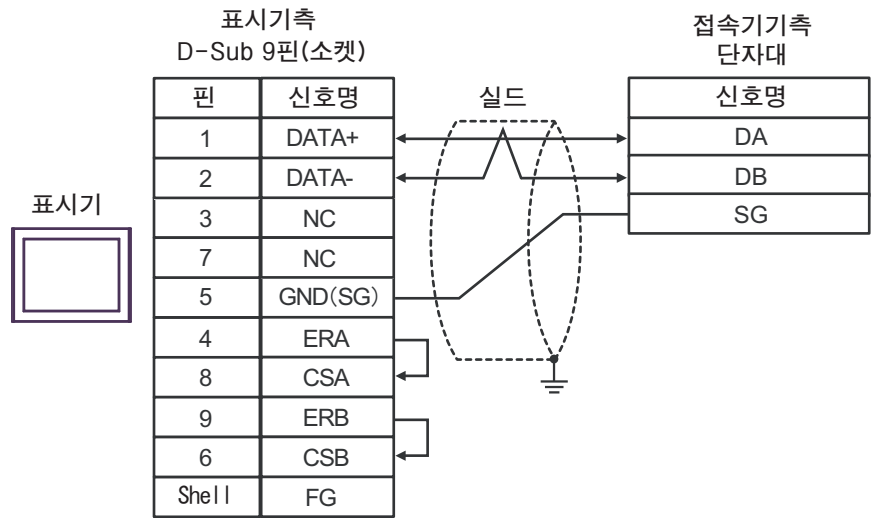 표시기측
D-Sub 9핀(소켓)
접속기기측
단자대
핀 신호명
실드
신호명
1 DATA+
DA
2 DATA-
DB
표시기
3 NC
SG
7 NC
5 GND(SG)
4 ERA
8 CSA
9 ERB
6 CSB
Shell FG